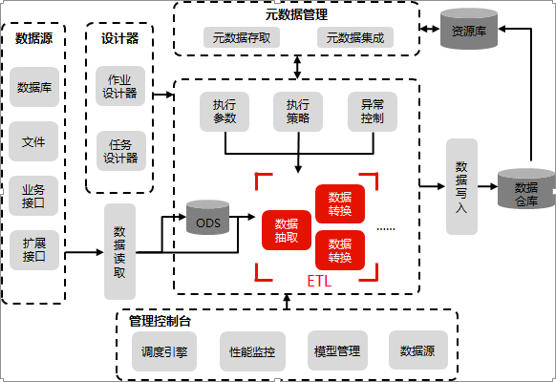 元数据管理
元数据存取
元数据集成
资源库
数据源
数据库
文件
业务
接口
扩展
接口
设计器
作业
设计器
任务
设计器
执行
参数
执行
策略
异常
控制
数据读取
ODS
数据
抽取
数据
转换
数据
转换
......
ETL
数据写入
数据
仓库
管理控制台
调度引擎
性能监控
模型管理
数据源